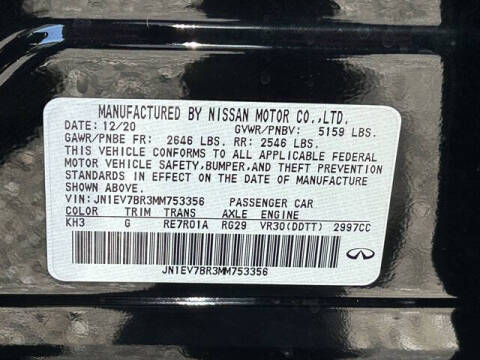 MANUFACTURED BY NISSAN MOTOR CO.,LTD.
DATE: 12/20 GVWR/PNBV: 5159 LBS.
GAWR/PNBE FR: 2646 LBS. RR: 2546 LBS.
THIS VEHICLE CONFORMS TO ALL APPLICABLE FEDERAL
MOTOR VEHICLE SAFETY, BUMPER, AND THEFT PREVENTION
STANDARDS IN EFFECT ON THE DATE OF MANUFACTURE
SHOWN ABOVE.
VIN: JN1EV7BR3MM753356 PASSENGER CAR
COLOR TRIM TRANS AXLE ENGINE
KH3 G RE7R01A RG29 VR30(DDTT) 2997CC
JN1EV7BR3MM753356